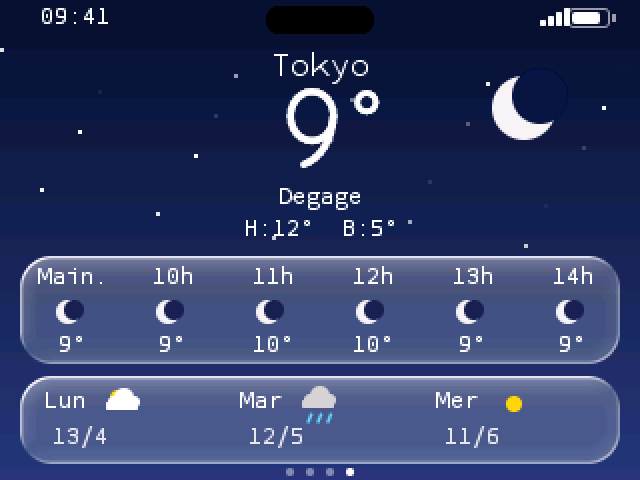 09:41
Tokyo
9°
Degage
H:12° B:5°
Main. 10h 11h 12h 13h 14h
9° 9° 10° 10° 9° 9°
Lun Mar Mer
13/4 12/5 11/6